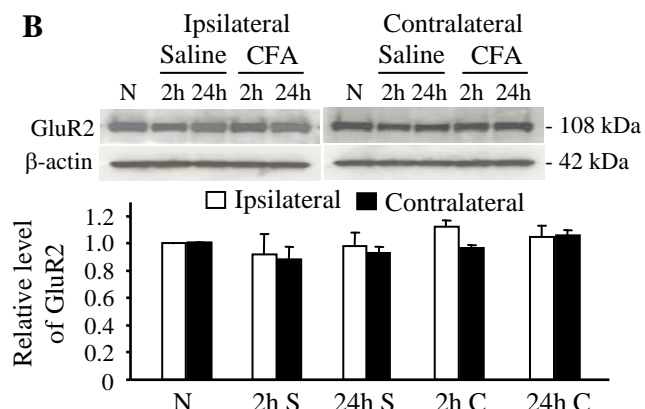 B
Ipsilateral Contralateral
Saline CFA Saline CFA
N 2h 24h 2h 24h N 2h 24h 2h 24h
GluR2 - 108 kDa
β-actin - 42 kDa
Ipsilateral Contralateral
Relative level
of GluR2
1.2
1.0
0.8
0.6
0.4
0.2
0
N 2h S 24h S 2h C 24h C